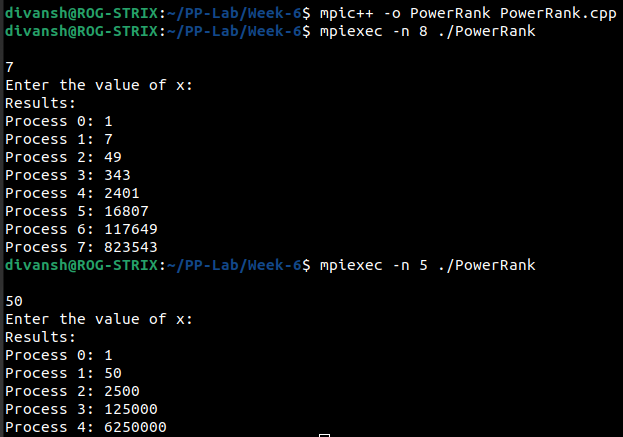 divansh@ROG-STRIX:~/PP-Lab/Week-6$ mpic++ -o PowerRank PowerRank.cpp
divansh@ROG-STRIX:~/PP-Lab/Week-6$ mpiexec -n 8 ./PowerRank
7
Enter the value of x:
Results:
Process 0: 1
Process 1: 7
Process 2: 49
Process 3: 343
Process 4: 2401
Process 5: 16807
Process 6: 117649
Process 7: 823543
divansh@ROG-STRIX:~/PP-Lab/Week-6$ mpiexec -n 5 ./PowerRank
50
Enter the value of x:
Results:
Process 0: 1
Process 1: 50
Process 2: 2500
Process 3: 125000
Process 4: 6250000